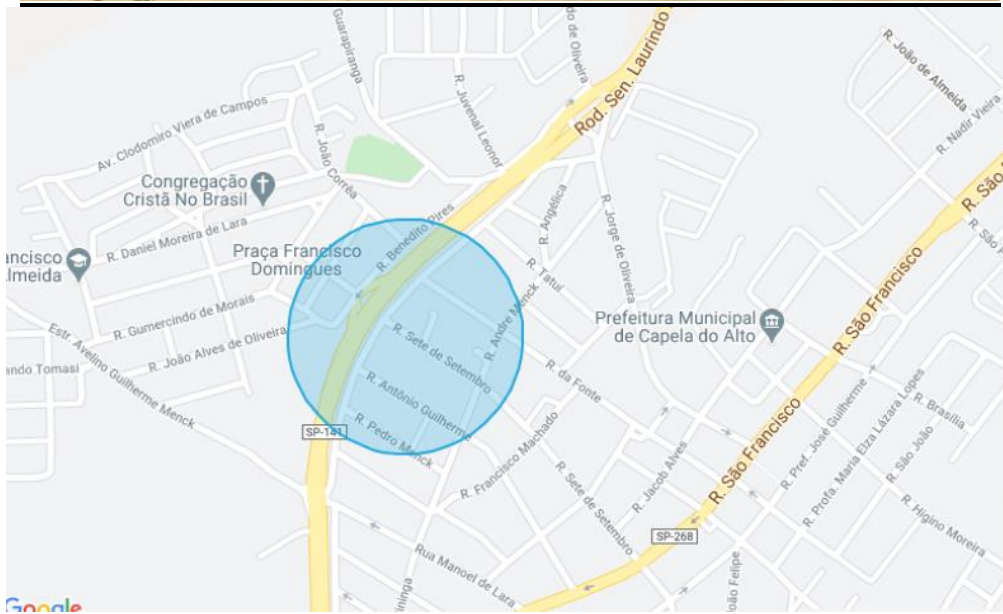 Guarapiranga
do de Oliveira
Rod. Sen. Laurindo
R. João de Almeida
R. Nadir Vieira
R. Juvenal Leonor
Av. Clodomiro Viera de Campos
R. João Corrêa
Congregação
Cristã No Brasil
R. São
R. São F
R. Angélica
R. Jorge de Oliveira
R. Benedito Pires
R. Daniel Moreira de Lara
Praça Francisco
Domingues
ancisco
Almeida
R. Tatuí
R. São Francisco
R. Gumercindo de Morais
R. Andre Menck
Prefeitura Municipal
de Capela do Alto
R. João Alves de Oliveira
R. Sete de Setembro
ando Tomasi
Estr. Avelino Guilherme Menck
R. da Fonte
R. Antônio Guilherme
R. Pref. José Guilherme
R. Profa. Maria Elza Lázara Lopes
R. Brasília
R. São Francisco
SP-141
R. Pedro Menck
R. Francisco Machado
R. Jacob Alves
R. São João
R. Sete de Setembro
R. Higino Moreira
SP-268
Rua Manoel de Lara
ininga
João Felipe
Google